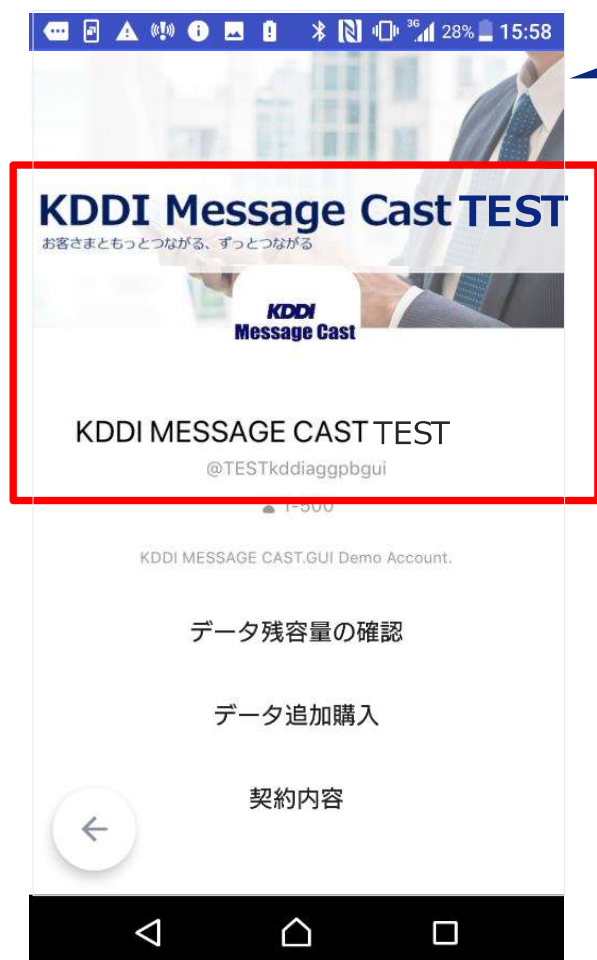 3G 28% 15:58
KDDI Message Cast TEST
お客さまともっとつながる、ずっとつながる
KDDI
Message Cast
KDDI MESSAGE CAST TEST
@TESTkddiaggpbgui
1-500
KDDI MESSAGE CAST.GUI Demo Account.
データ残容量の確認
データ追加購入
契約内容